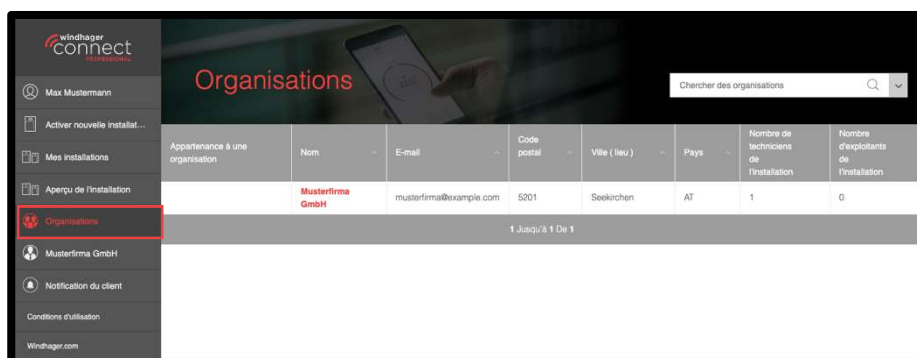 windhager
connect
PROFESSIONAL
Max Mustermann
Activer nouvelle installat...
Mes installations
Aperçu de l'installation
Organisations
Musterfirma GmbH
Notification du client
Conditions d'utilisation
Windhager.com
Organisations
Chercher des organisations
Appartenance à une
organisation
Nom
E-mail
Code
postal
Ville ( lieu )
Pays
Nombre de
techniciens
de
l'installation
Nombre
d'exploitants
de
l'installation
Musterfirma
GmbH
musterfirma@example.com
5201
Seekirchen
AT
1
0
1 Jusqu'à 1 De 1